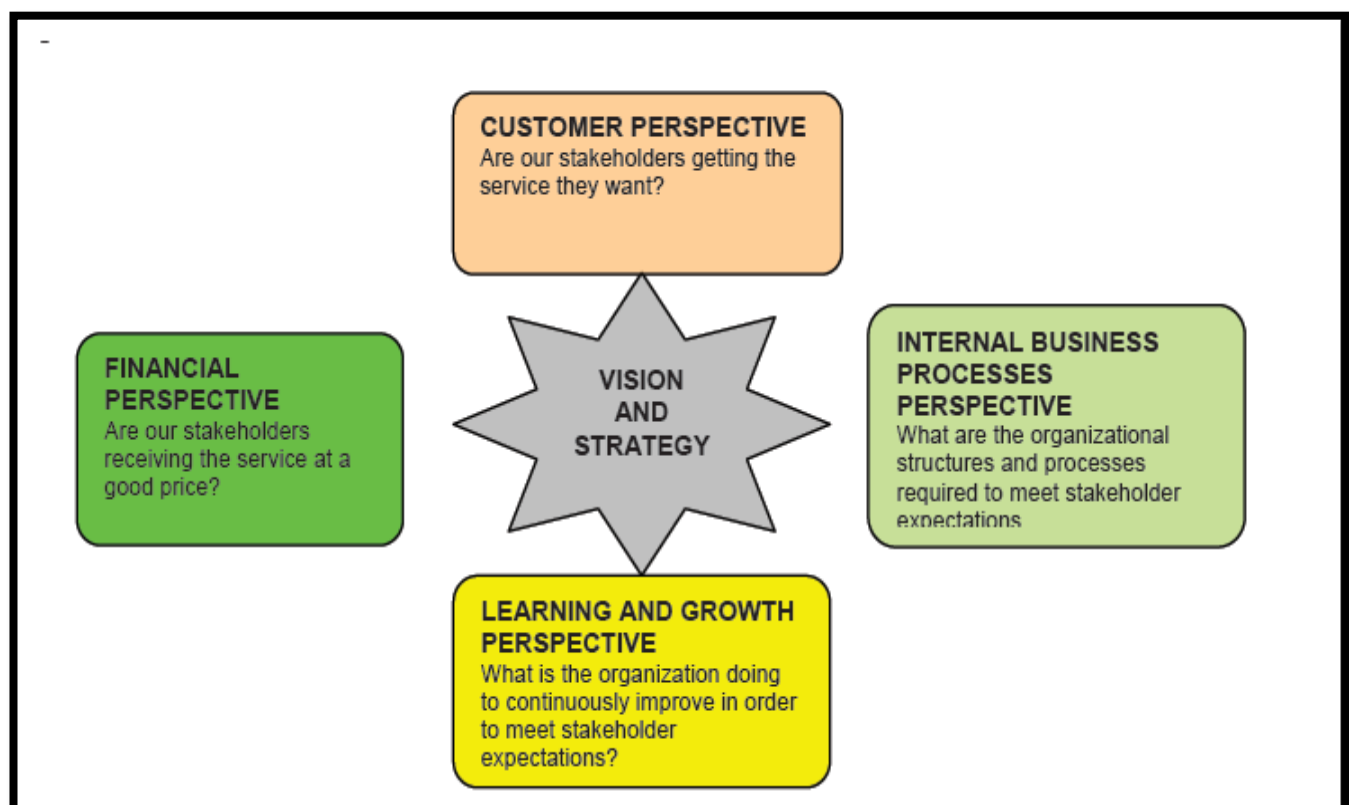 -
CUSTOMER PERSPECTIVE
Are our stakeholders getting the
service they want?
FINANCIAL
PERSPECTIVE
Are our stakeholders
receiving the service at a
good price?
VISION
AND
STRATEGY
INTERNAL BUSINESS
PROCESSES
PERSPECTIVE
What are the organizational
structures and processes
required to meet stakeholder
expectations
LEARNING AND GROWTH
PERSPECTIVE
What is the organization doing
to continuously improve in order
to meet stakeholder
expectations?